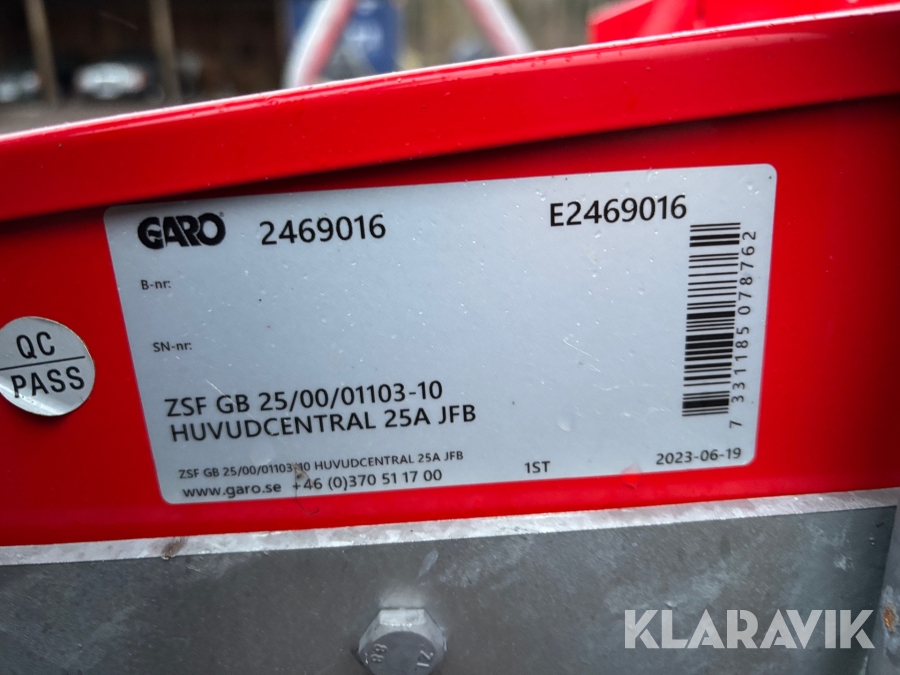 GARO 2469016 E2469016
B-nr:
SN-nr:
ZSF GB 25/00/01103-10
HUVUDCENTRAL 25A JFB
ZSF GB 25/00/01103-10 HUVUDCENTRAL 25A JFB
www.garo.se +46 (0)370 51 17 00
1ST
2023-06-19
7 331185 078762
QC
PASS
KLARAVIK